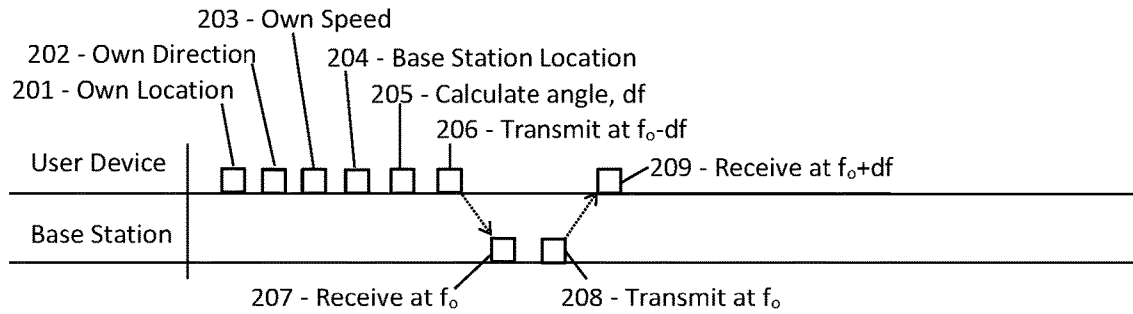 203 - Own Speed
202 - Own Direction
204 - Base Station Location
201 - Own Location
205 - Calculate angle, df
206 - Transmit at fₒ-df
User Device
209 - Receive at fₒ+df
Base Station
207 - Receive at fₒ
208 - Transmit at fₒ